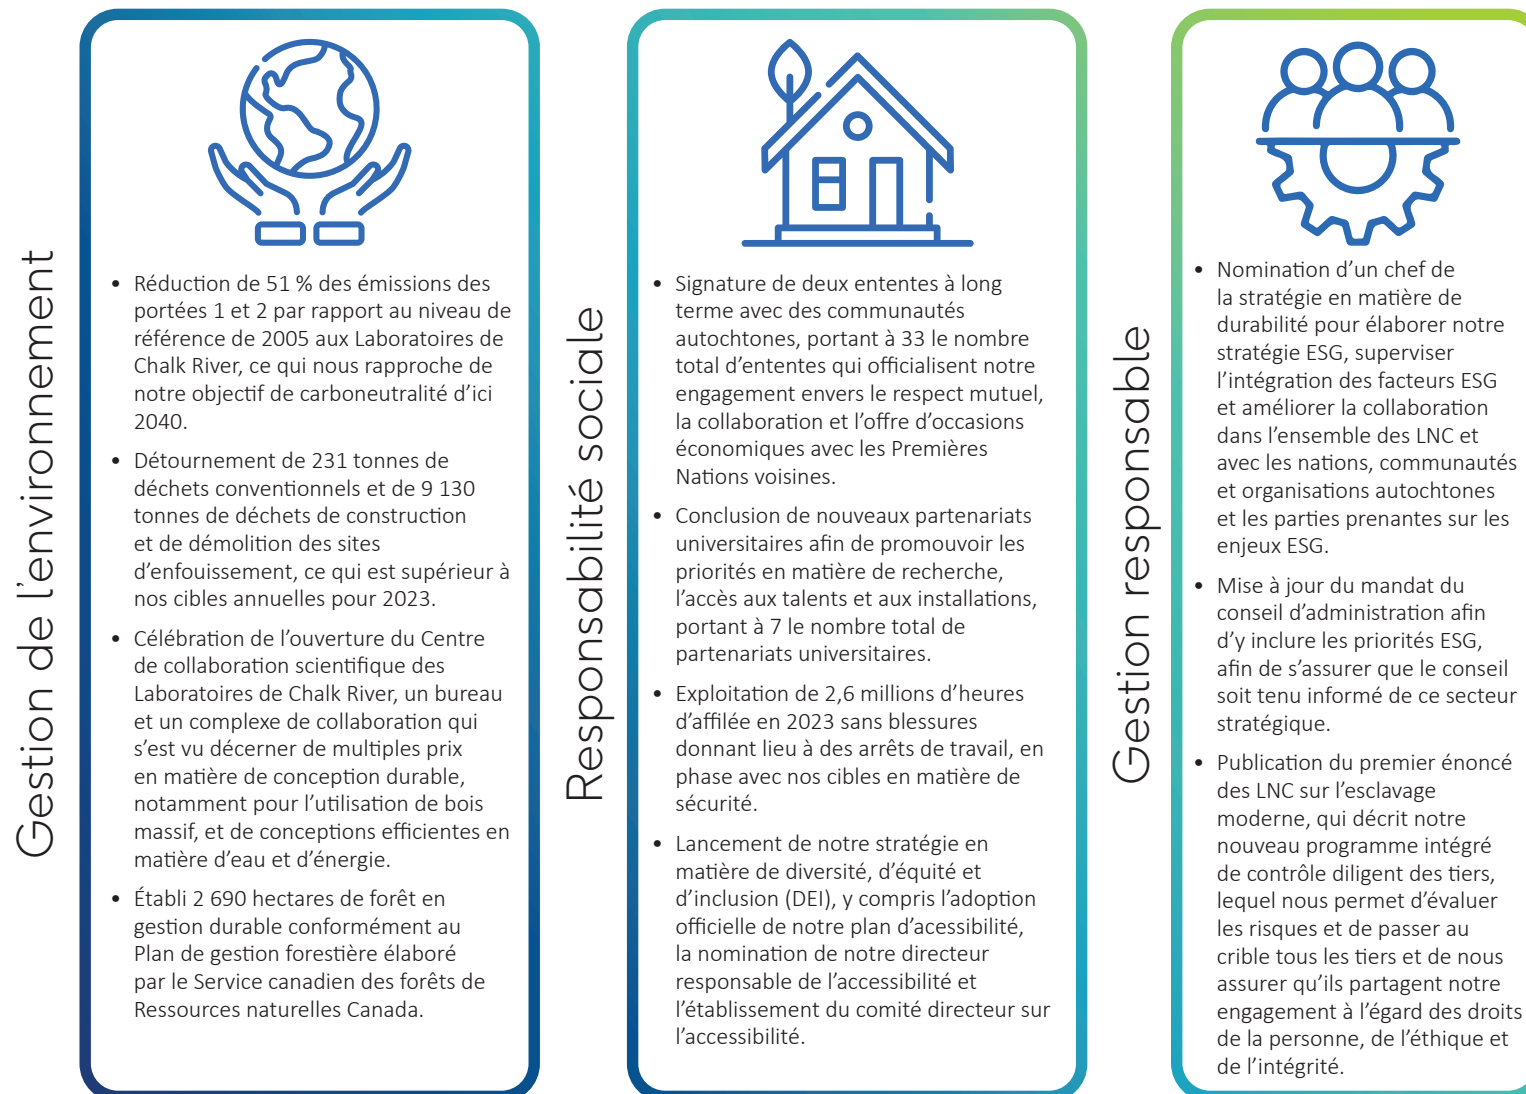 Gestion de l’environnement
• Réduction de 51 % des émissions des
portées 1 et 2 par rapport au niveau de
référence de 2005 aux Laboratoires de
Chalk River, ce qui nous rapproche de
notre objectif de carboneutralité d’ici
2040.
• Détournement de 231 tonnes de
déchets conventionnels et de 9 130
tonnes de déchets de construction
et de démolition des sites
d’enfouissement, ce qui est supérieur à
nos cibles annuelles pour 2023.
• Célébration de l’ouverture du Centre
de collaboration scientifique des
Laboratoires de Chalk River, un bureau
et un complexe de collaboration qui
s’est vu décerner de multiples prix
en matière de conception durable,
notamment pour l’utilisation de bois
massif, et de conceptions efficientes en
matière d’eau et d’énergie.
• Établi 2 690 hectares de forêt en
gestion durable conformément au
Plan de gestion forestière élaboré
par le Service canadien des forêts de
Ressources naturelles Canada.
Responsabilité sociale
• Signature de deux ententes à long
terme avec des communautés
autochtones, portant à 33 le nombre
total d’ententes qui officialisent notre
engagement envers le respect mutuel,
la collaboration et l’offre d’occasions
économiques avec les Premières
Nations voisines.
• Conclusion de nouveaux partenariats
universitaires afin de promouvoir les
priorités en matière de recherche,
l’accès aux talents et aux installations,
portant à 7 le nombre total de
partenariats universitaires.
• Exploitation de 2,6 millions d’heures
d’affilée en 2023 sans blessures
donnant lieu à des arrêts de travail, en
phase avec nos cibles en matière de
sécurité.
• Lancement de notre stratégie en
matière de diversité, d’équité et
d’inclusion (DEI), y compris l’adoption
officielle de notre plan d’acessibilité,
la nomination de notre directeur
responsable de l’accessibilité et
l’établissement du comité directeur sur
l’accessibilité.
Gestion responsable
• Nomination d’un chef de
la stratégie en matière de
durabilité pour élaborer notre
stratégie ESG, superviser
l’intégration des facteurs ESG
et améliorer la collaboration
dans l’ensemble des LNC et
avec les nations, communautés
et organisations autochtones
et les parties prenantes sur les
enjeux ESG.
• Mise à jour du mandat du
conseil d’administration afin
d’y inclure les priorités ESG,
afin de s’assurer que le conseil
soit tenu informé de ce secteur
stratégique.
• Publication du premier énoncé
des LNC sur l’esclavage
moderne, qui décrit notre
nouveau programme intégré
de contrôle diligent des tiers,
lequel nous permet d’évaluer
les risques et de passer au
crible tous les tiers et de nous
assurer qu’ils partagent notre
engagement à l’égard des droits
de la personne, de l’éthique et
de l’intégrité.